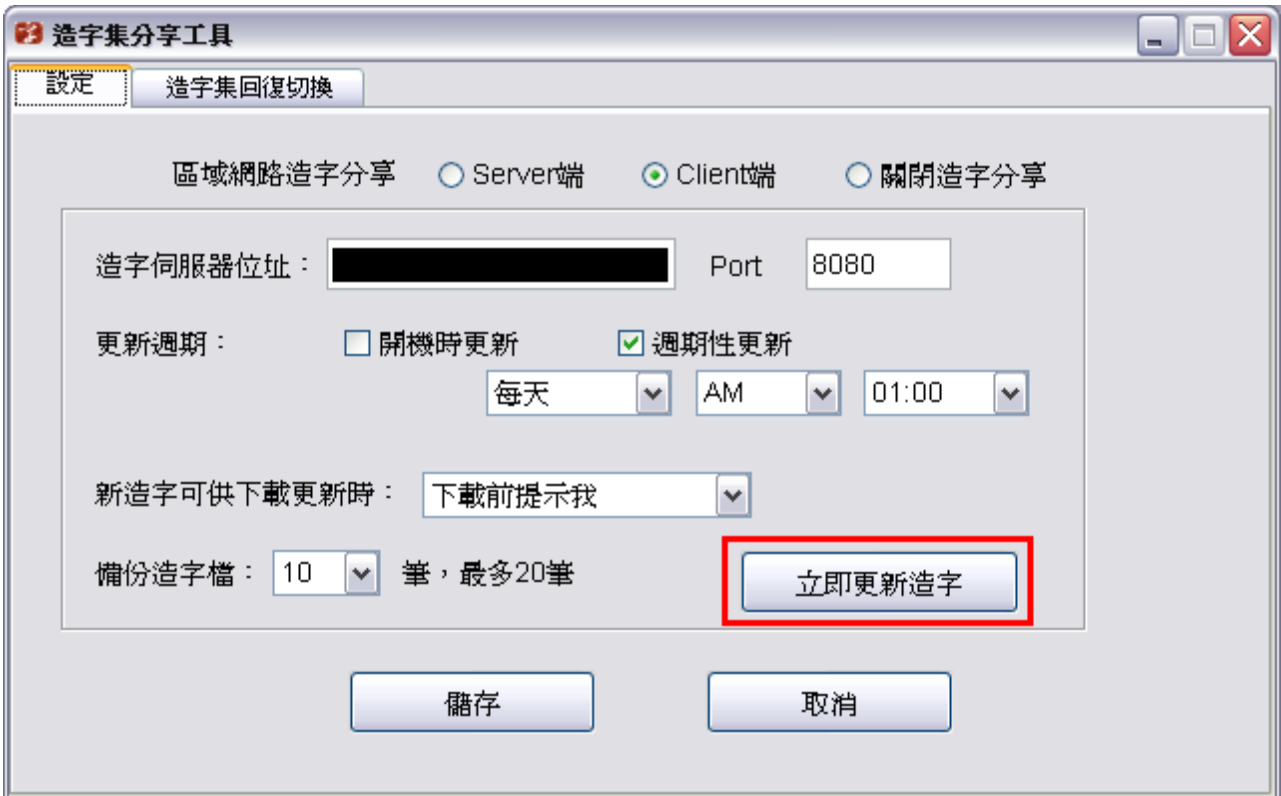 造字集分享工具
設定 造字集回復切換
區域網路造字分享 Server端 Client端 關閉造字分享
造字伺服器位址： Port 8080
更新週期： 開機時更新 週期性更新
每天 AM 01:00
新造字可供下載更新時： 下載前提示我
備份造字檔： 10 筆，最多20筆 立即更新造字
儲存 取消